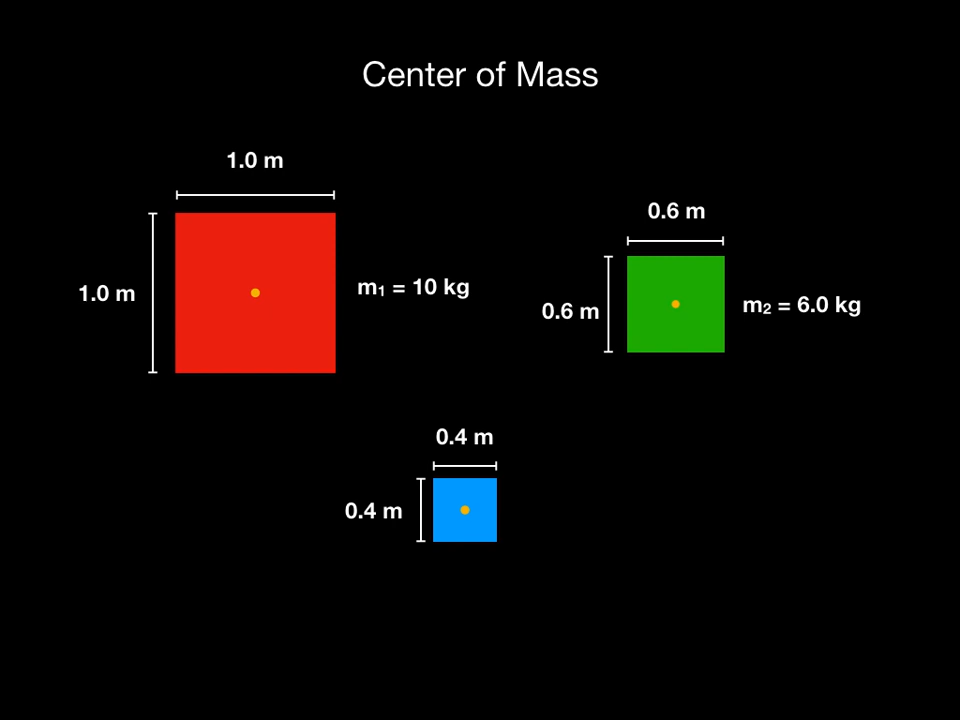 Center of Mass
1.0 m
0.6 m
1.0 m
m₁ = 10 kg
0.6 m
m₂ = 6.0 kg
0.4 m
0.4 m